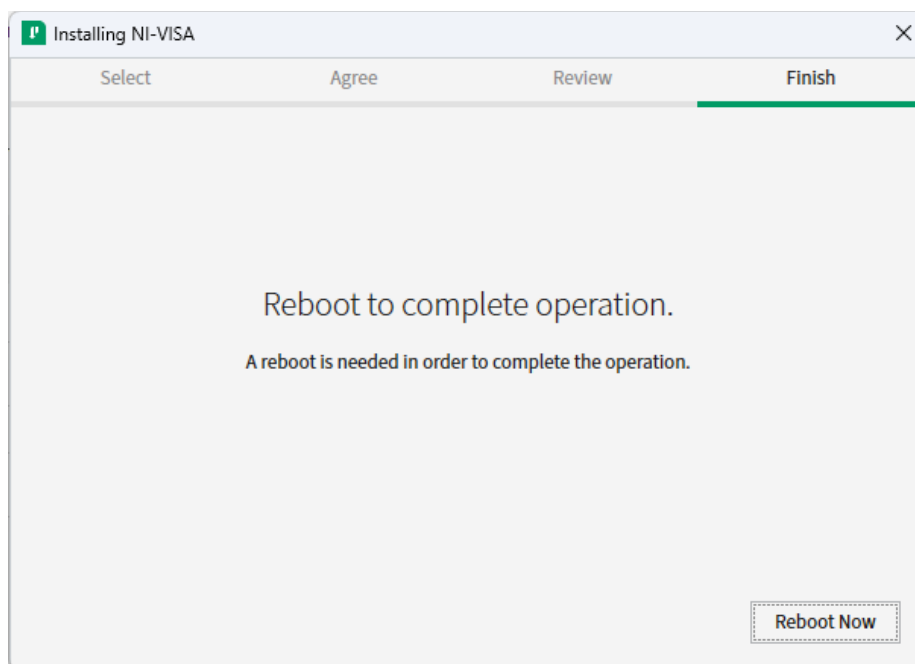 Installing NI-VISA
Select Agree Review Finish
Reboot to complete operation.
A reboot is needed in order to complete the operation.
Reboot Now